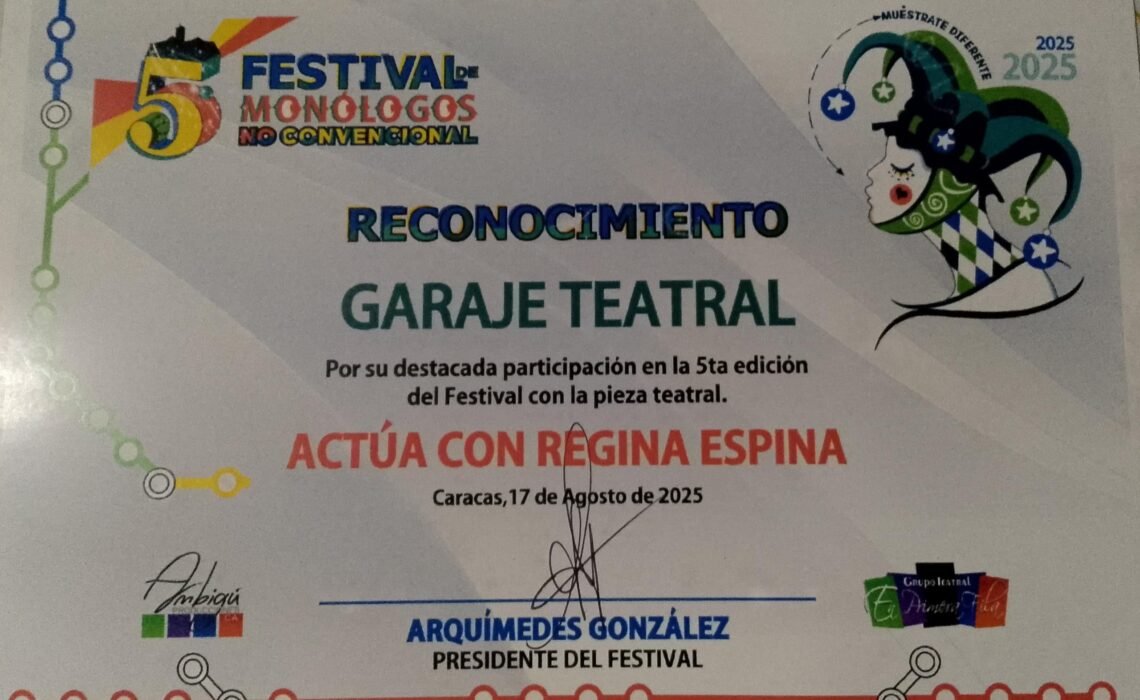 MUÉSTRATE DIFERENTE
2025
2025
5
FESTIVAL DE
MONÓLOGOS
NO CONVENCIONAL
RECONOCIMIENTO
GARAJE TEATRAL
Por su destacada participación en la 5ta edición
del Festival con la pieza teatral.
ACTÚA CON REGINA ESPINA
Caracas,17 de Agosto de 2025
Ambigú
PRODUCCIONES
CA
GRUPO TEATRAL
En Primera Fila
ARQUÍMEDES GONZÁLEZ
PRESIDENTE DEL FESTIVAL